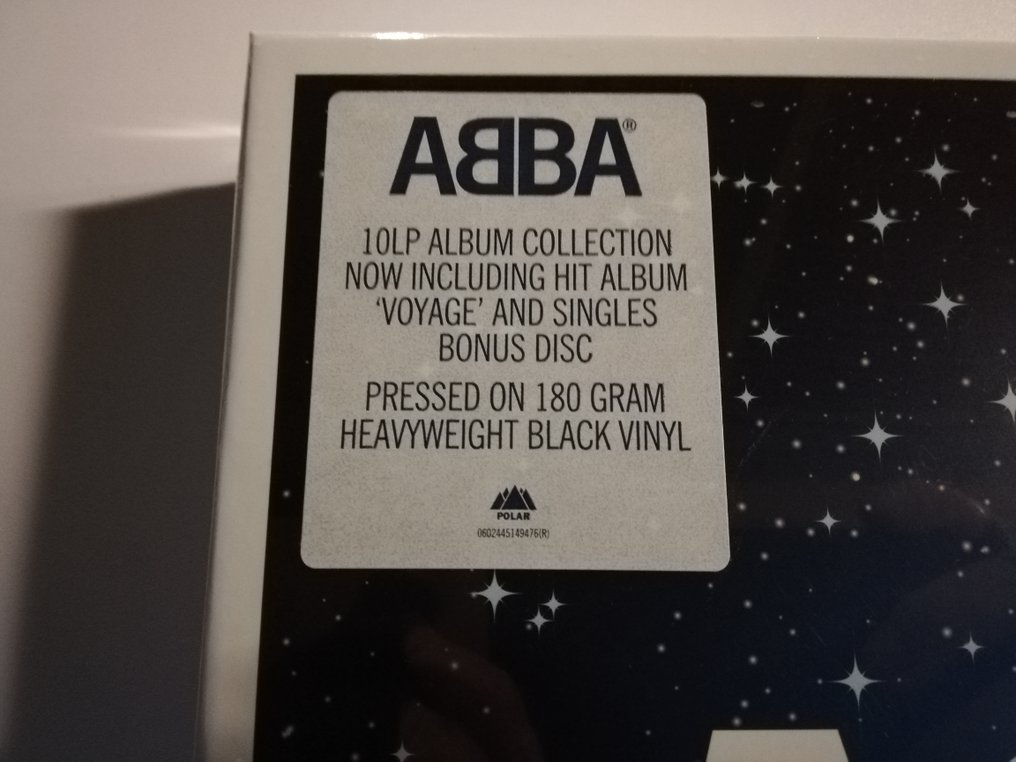 ABBA®
10LP ALBUM COLLECTION
NOW INCLUDING HIT ALBUM
‘VOYAGE’ AND SINGLES
BONUS DISC
PRESSED ON 180 GRAM
HEAVYWEIGHT BLACK VINYL
POLAR
0602445149476(R)